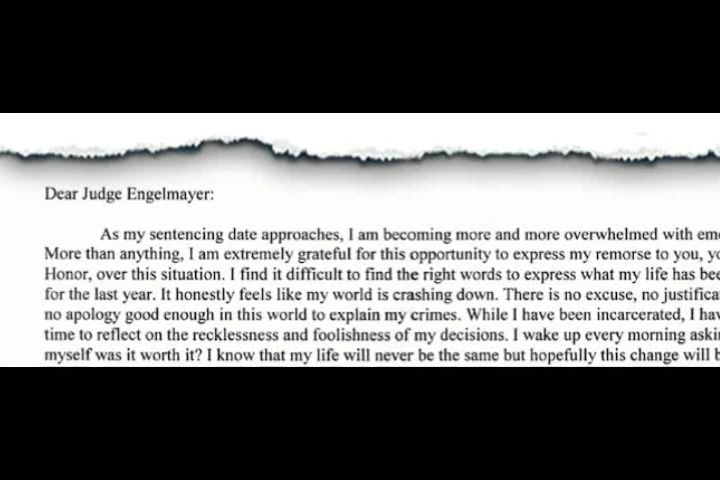 Dear Judge Engelmayer:
As my sentencing date approaches, I am becoming more and more overwhelmed with
More than anything, I am extremely grateful for this opportunity to express my remorse to you,
Honor, over this situation. I find it difficult to find the right words to express what my life has
for the last year. It honestly feels like my world is crashing down. There is no excuse, no
no apology good enough in this world to explain my crimes. While I have been incarcerated, I
time to reflect on the recklessness and foolishness of my decisions. I wake up every morning
myself was it worth it? I know that my life will never be the same but hopefully this change will